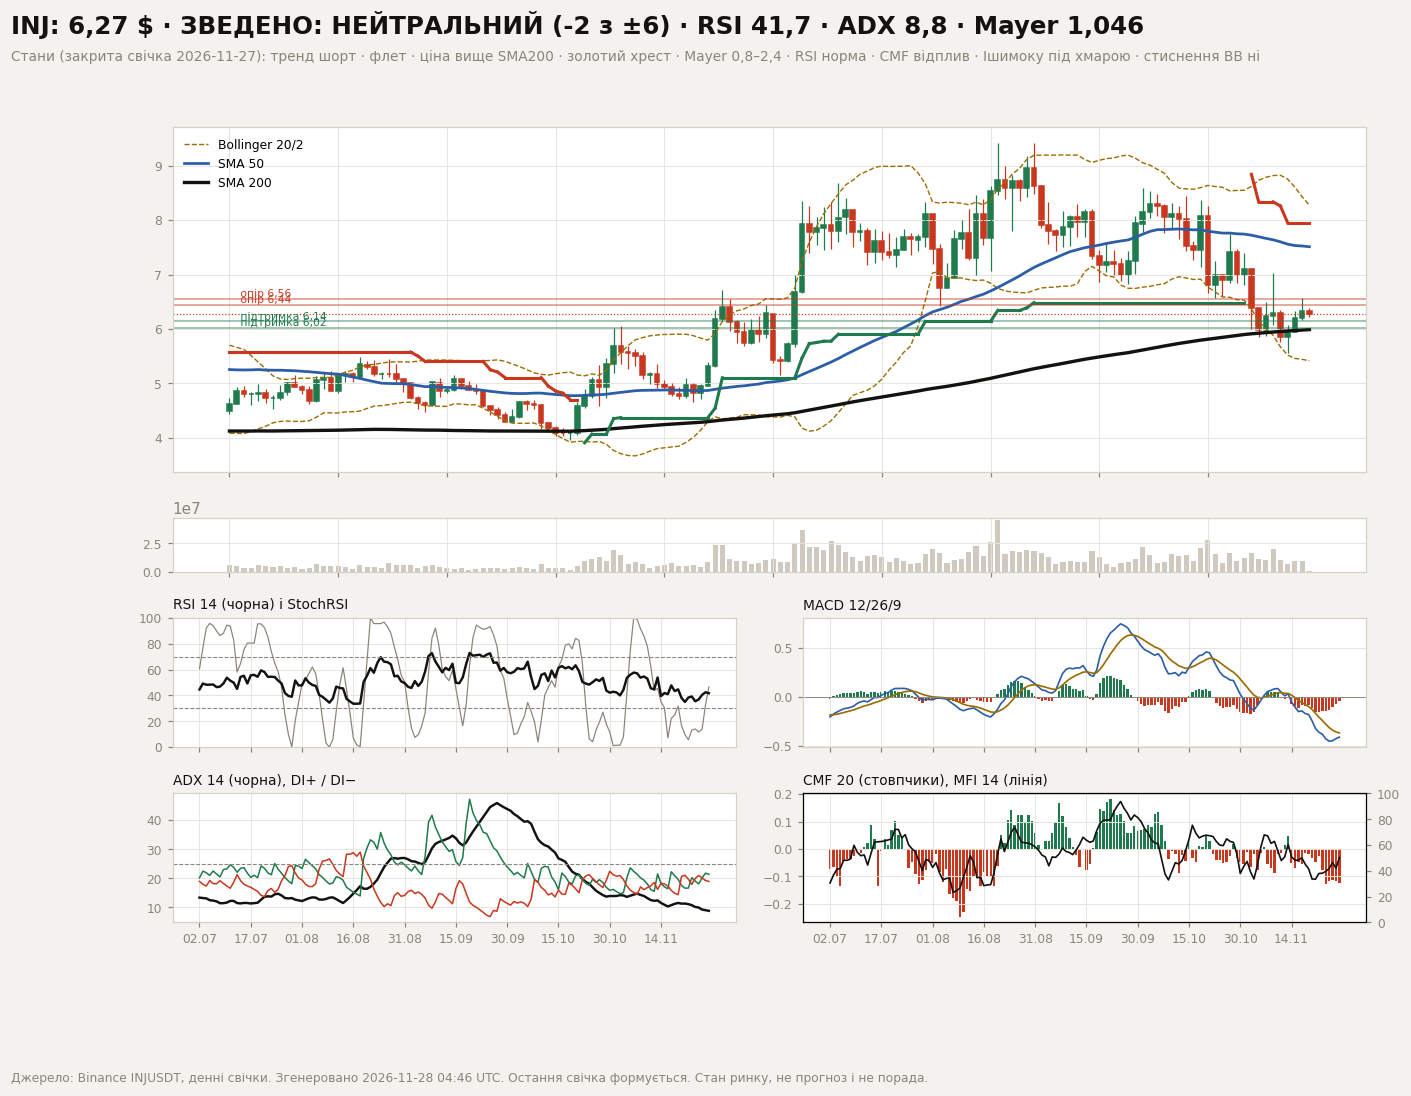 INJ: 6,27 $ · ЗВЕДЕНО: НЕЙТРАЛЬНИЙ (-2 з ±6) · RSI 41,7 · ADX 8,8 · Mayer 1,046
Стани (закрита свічка 2026-11-27): тренд шорт · флет · ціна вище SMA200 · золотий хрест · Mayer 0,8–2,4 · RSI норма · CMF відплив · Ішимоку під хмарою · стиснення BB ні
Bollinger 20/2
SMA 50
SMA 200
9
8
7
6
5
4
опір 6,56
опір 6,44
підтримка 6,14
підтримка 6,02
1e7
2.5
0.0
RSI 14 (чорна) і StochRSI
100
80
60
40
20
0
MACD 12/26/9
0.5
0.0
−0.5
ADX 14 (чорна), DI+ / DI−
40
30
20
10
02.07 17.07 01.08 16.08 31.08 15.09 30.09 15.10 30.10 14.11
CMF 20 (стовпчики), MFI 14 (лінія)
0.2
0.1
0.0
−0.1
−0.2
100
80
60
40
20
0
02.07 17.07 01.08 16.08 31.08 15.09 30.09 15.10 30.10 14.11
Джерело: Binance INJUSDT, денні свічки. Згенеровано 2026-11-28 04:46 UTC. Остання свічка формується. Стан ринку, не прогноз і не порада.